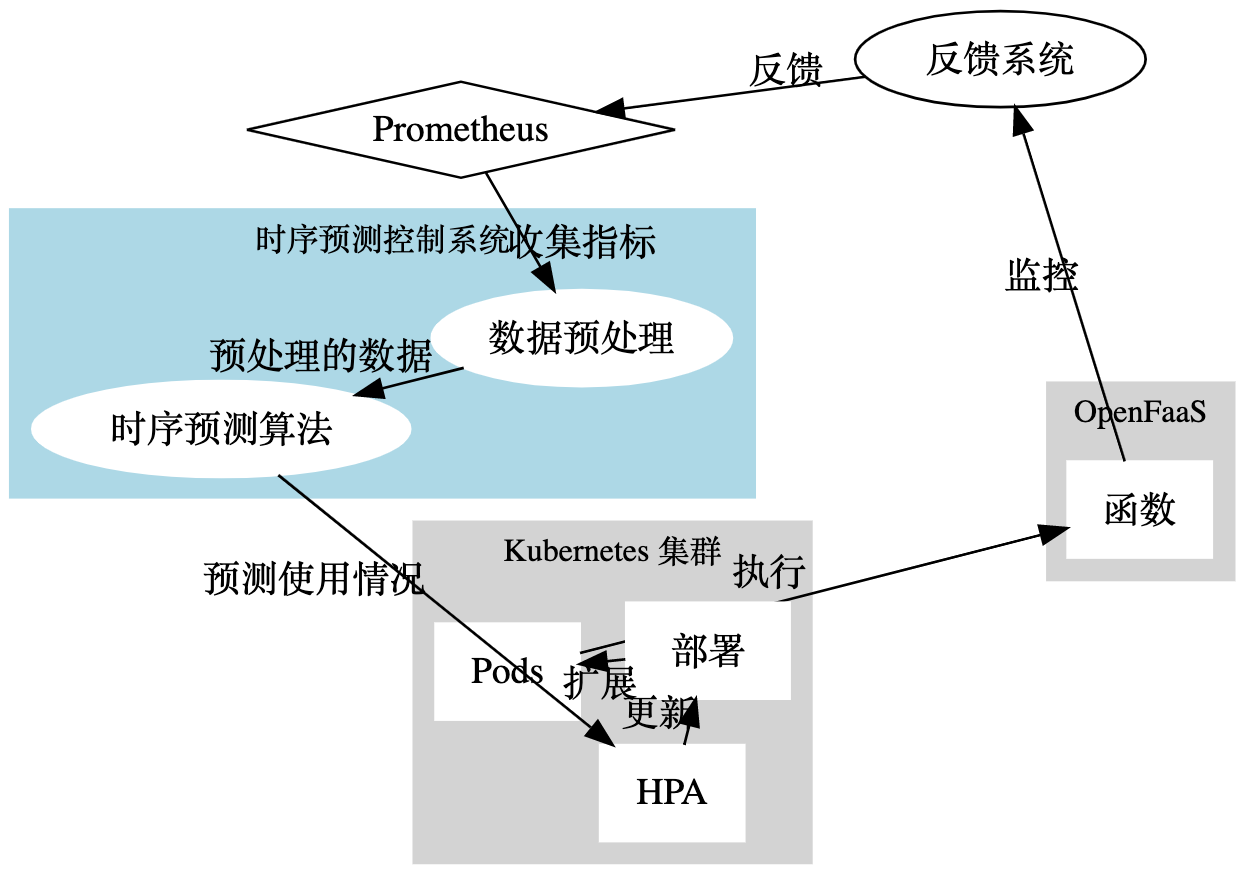 反馈系统
反馈
Prometheus
时序预测控制系统
收集指标
监控
数据预处理
预处理的数据
时序预测算法
OpenFaaS
函数
Kubernetes 集群
执行
预测使用情况
部署
Pods
扩展
更新
HPA